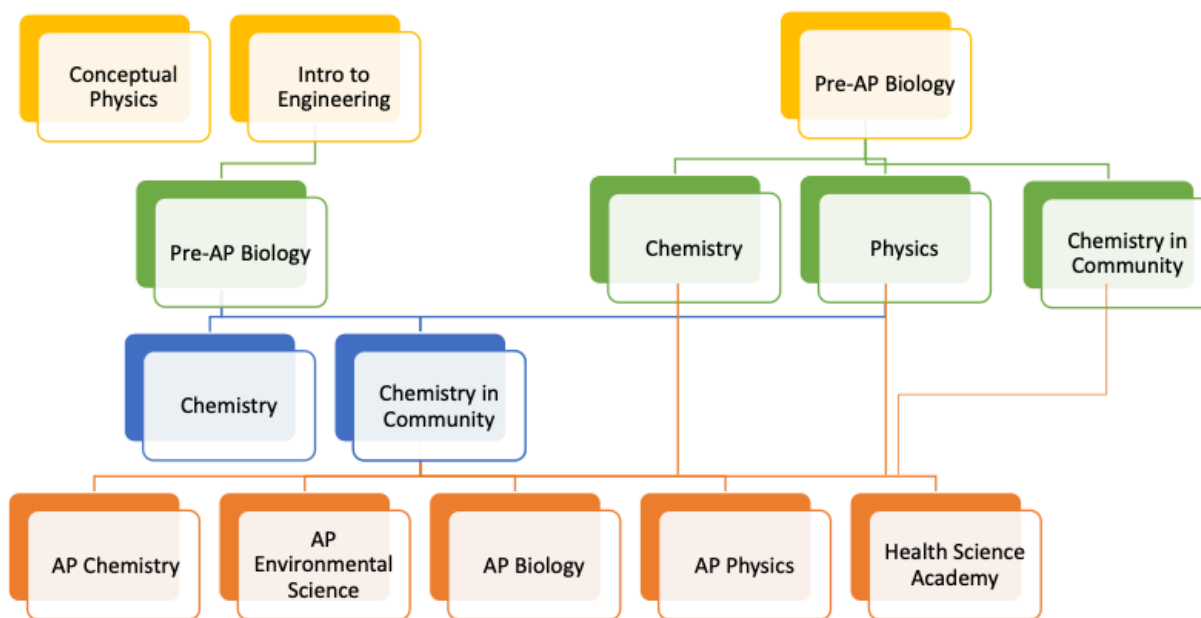 Conceptual
Physics
Intro to
Engineering
Pre-AP Biology
Pre-AP Biology
Chemistry
Physics
Chemistry in
Community
Chemistry
Chemistry in
Community
AP Chemistry
AP
Environmental
Science
AP Biology
AP Physics
Health Science
Academy